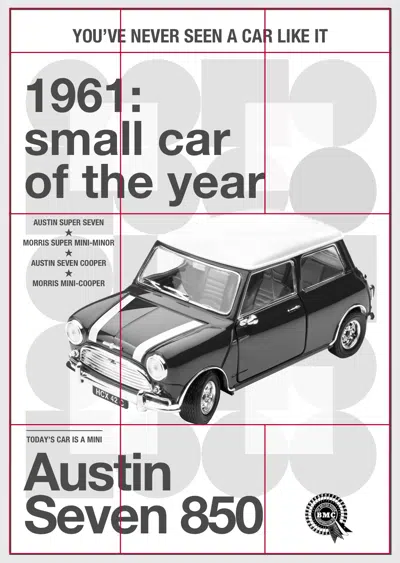 YOU'VE NEVER SEEN A CAR LIKE IT
1961:
small car
of the year
AUSTIN SUPER SEVEN
★
MORRIS SUPER MINI-MINOR
★
AUSTIN SEVEN COOPER
★
MORRIS MINI-COOPER
TODAY'S CAR IS A MINI
Austin
Seven 850
BMC